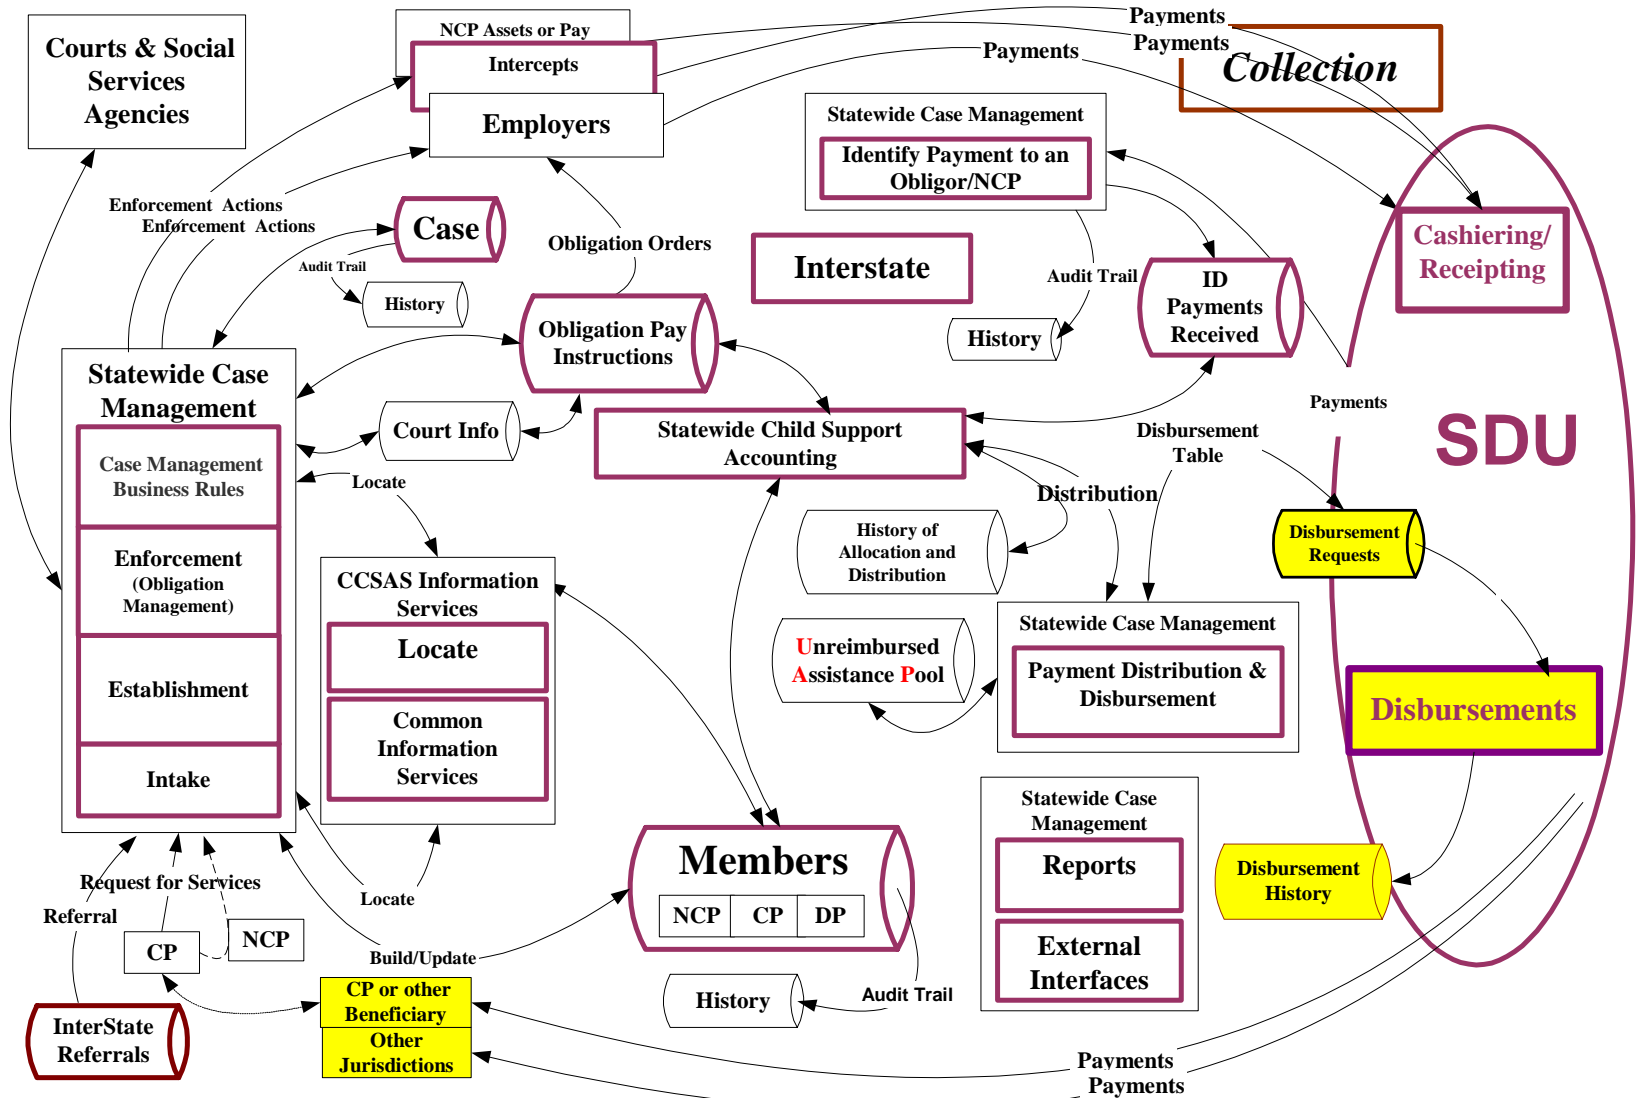 Courts & Social
Services
Agencies
NCP Assets or Pay
Intercepts
Employers
Payments
Payments
Payments
Collection
Statewide Case Management
Identify Payment to an
Obligor/NCP
Enforcement Actions
Enforcement Actions
Case
Audit Trail
History
Obligation Orders
Interstate
Audit Trail
History
ID
Payments
Received
Cashiering/
Receipting
Obligation Pay
Instructions
Statewide Case
Management
Case Management
Business Rules
Enforcement
(Obligation
Management)
Establishment
Intake
Court Info
Locate
Statewide Child Support
Accounting
Payments
SDU
Disbursement
Table
Distribution
History of
Allocation and
Distribution
Disbursement
Requests
CCSAS Information
Services
Locate
Common
Information
Services
Unreimbursed
Assistance Pool
Statewide Case Management
Payment Distribution &
Disbursement
Disbursements
Statewide Case
Management
Reports
External
Interfaces
Disbursement
History
Members
NCP
CP
DP
Request for Services
Referral
CP
NCP
Locate
Build/Update
InterState
Referrals
CP or other
Beneficiary
Other
Jurisdictions
History
Audit Trail
Payments
Payments